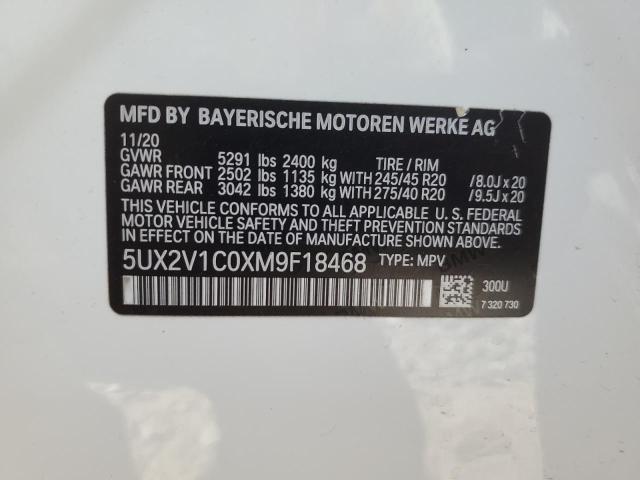 MFD BY BAYERISCHE MOTOREN WERKE AG
11/20
GVWR 5291 lbs 2400 kg TIRE / RIM
GAWR FRONT 2502 lbs 1135 kg WITH 245/45 R20 / 8.0J x 20
GAWR REAR 3042 lbs 1380 kg WITH 275/40 R20 / 9.5J x 20
THIS VEHICLE CONFORMS TO ALL APPLICABLE U. S. FEDERAL
MOTOR VEHICLE SAFETY AND THEFT PREVENTION STANDARDS
IN EFFECT ON THE DATE OF MANUFACTURE SHOWN ABOVE.
5UX2V1C0XM9F18468 TYPE: MPV
300U
7 320 730